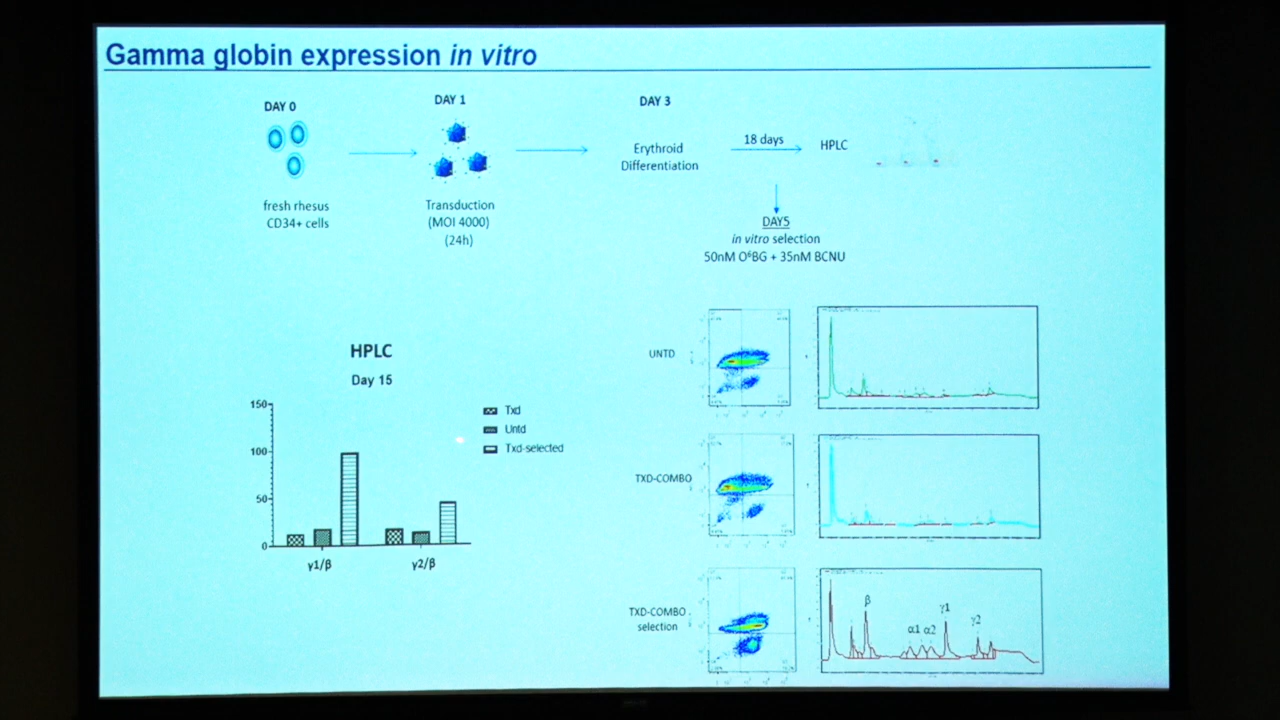 Gamma globin expression in vitro
DAY 0
DAY 1
DAY 3
18 days
HPLC
Erythroid
Differentiation
fresh rhesus
CD34+ cells
Transduction
(MOI 4000)
(24h)
DAY5
in vitro selection
50nM O⁶BG + 35nM BCNU
HPLC
Day 15
150
100
50
0
γ1/β
γ2/β
Txd
Untd
Txd-selected
UNTD
TXD-COMBO
TXD-COMBO
selection
β
α1 α2
γ1
γ2